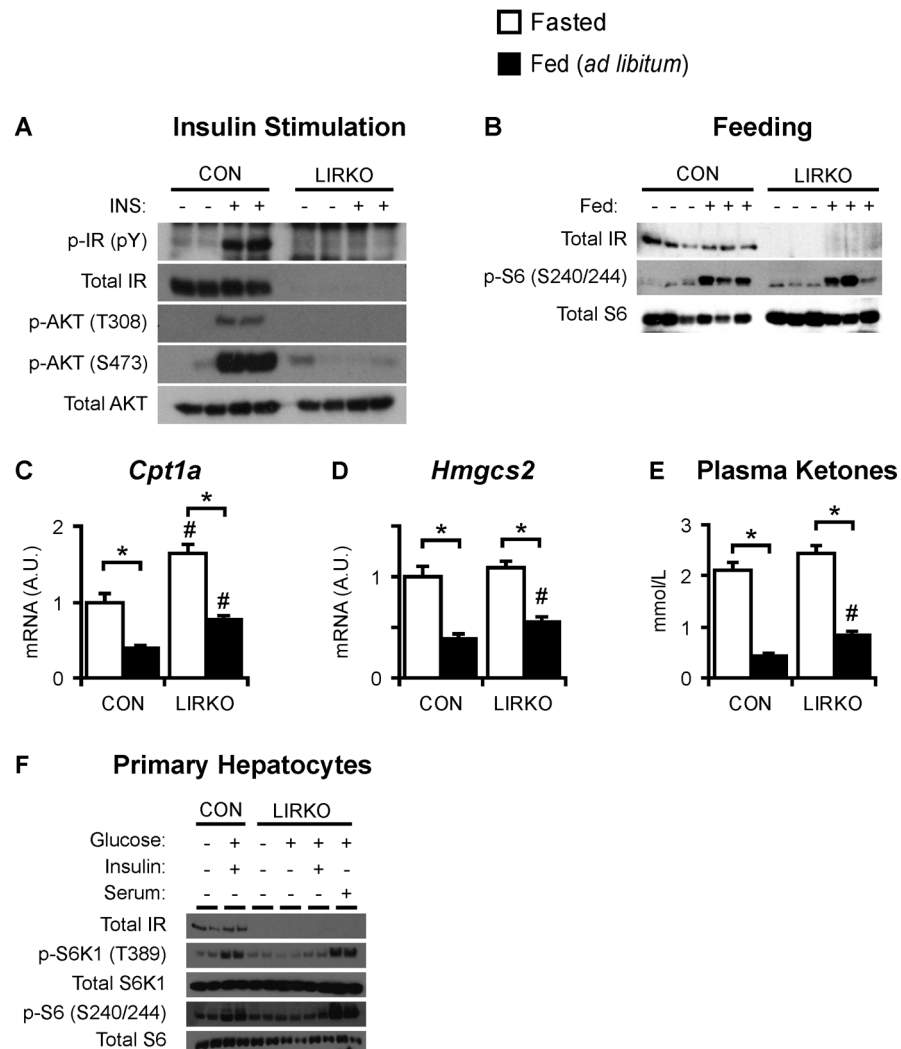 Fasted
Fed (ad libitum)
A Insulin Stimulation
CON LIRKO
INS: - - + + - - + +
p-IR (pY)
Total IR
p-AKT (T308)
p-AKT (S473)
Total AKT
B Feeding
CON LIRKO
Fed: - - - + + + - - - + + +
Total IR
p-S6 (S240/244)
Total S6
C Cpt1a
* *
# #
2
1
0
mRNA (A.U.)
CON LIRKO
D Hmgcs2
* *
#
1
0
mRNA (A.U.)
CON LIRKO
E Plasma Ketones
* *
#
3
2
1
0
mmol/L
CON LIRKO
F Primary Hepatocytes
CON LIRKO
Glucose: - + - + + +
Insulin: - + - - + -
Serum: - - - - - +
Total IR
p-S6K1 (T389)
Total S6K1
p-S6 (S240/244)
Total S6